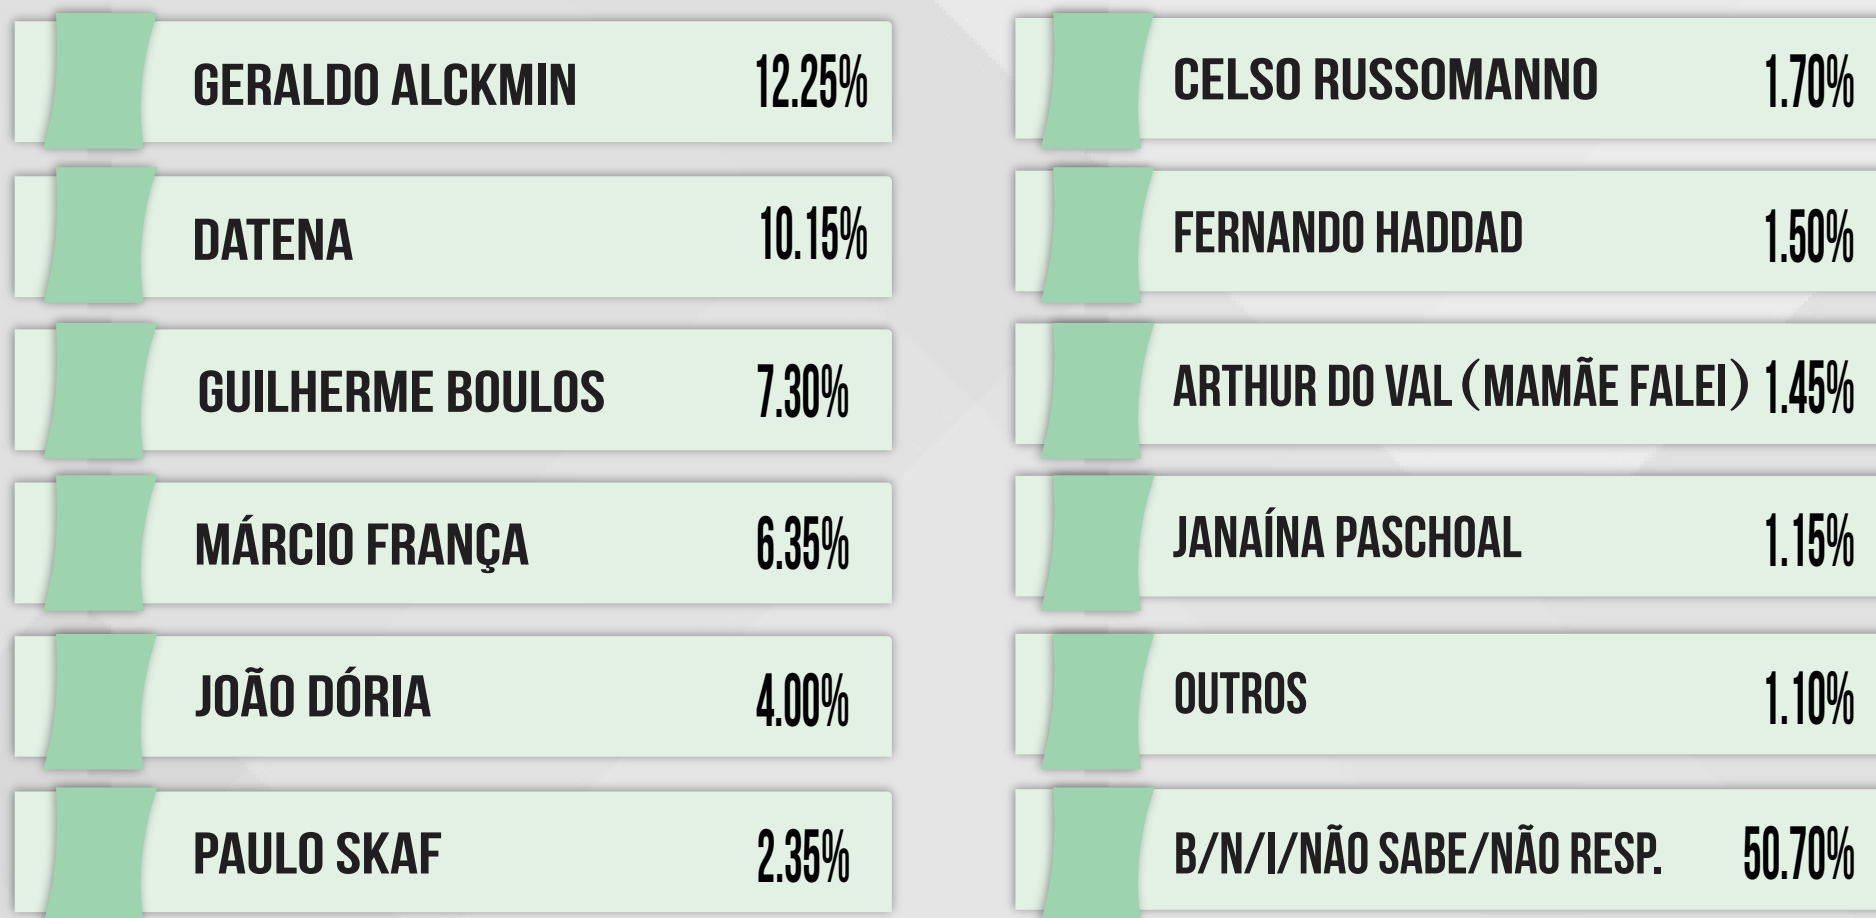 GERALDO ALCKMIN 12.25%
DATENA 10.15%
GUILHERME BOULOS 7.30%
MÁRCIO FRANÇA 6.35%
JOÃO DÓRIA 4.00%
PAULO SKAF 2.35%
CELSO RUSSOMANNO 1.70%
FERNANDO HADDAD 1.50%
ARTHUR DO VAL (MAMÃE FALEI) 1.45%
JANAÍNA PASCHOAL 1.15%
OUTROS 1.10%
B/N/I/NÃO SABE/NÃO RESP. 50.70%